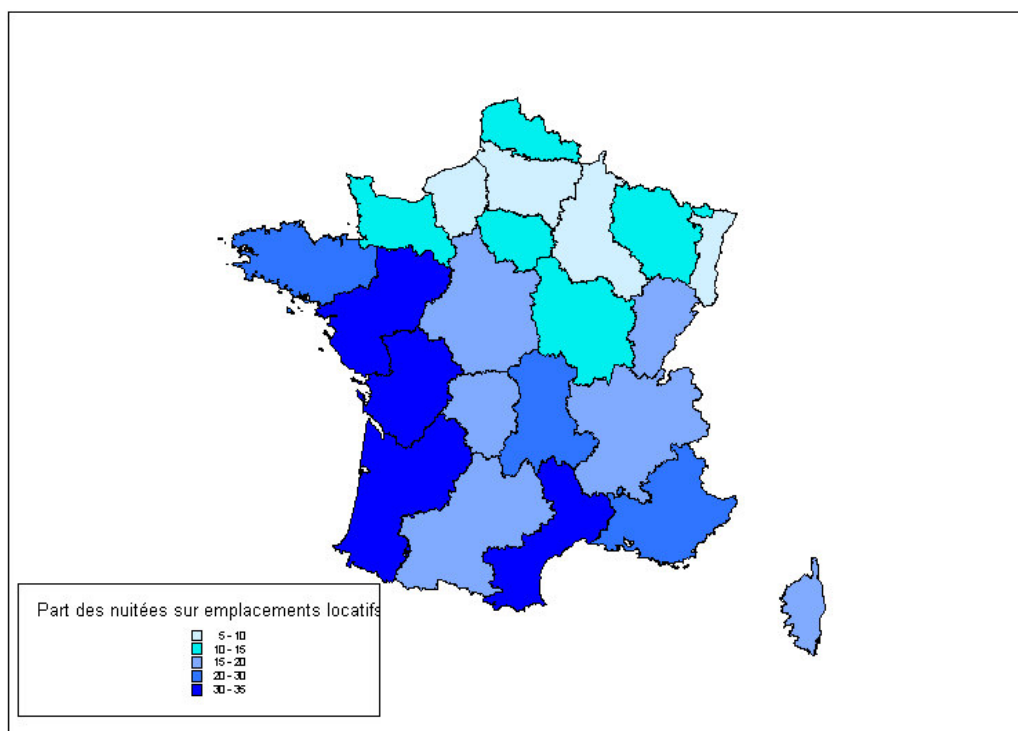 Part des nuitées sur emplacements locatifs
5 - 10
10 - 15
15 - 20
20 - 30
30 - 35